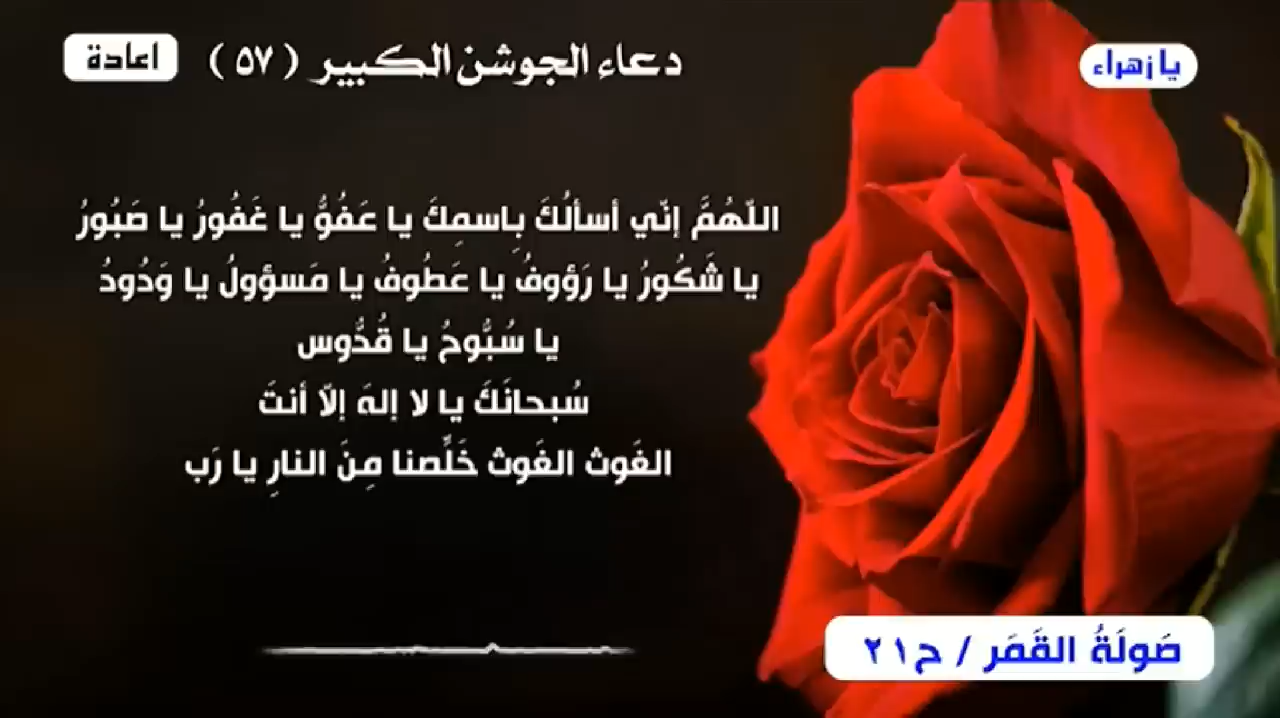 يا زهراء
دعاء الجوشن الكبير (٥٧)
اعادة
اللّهُمَّ إنّي أسألُكَ بِاسمِكَ يا عَفُوُّ يا غَفُورُ يا صَبُورُ
يا شَكُورُ يا رَؤوفُ يا عَطُوفُ يا مَسؤولُ يا وَدُودُ
يا سُبُّوحُ يا قُدُّوس
سُبحانَكَ يا لا إلهَ إلّا أنتَ
الغَوث الغَوث خَلِّصنا مِنَ النارِ يا رَب
صَولَةُ القَمَر / ح٢١